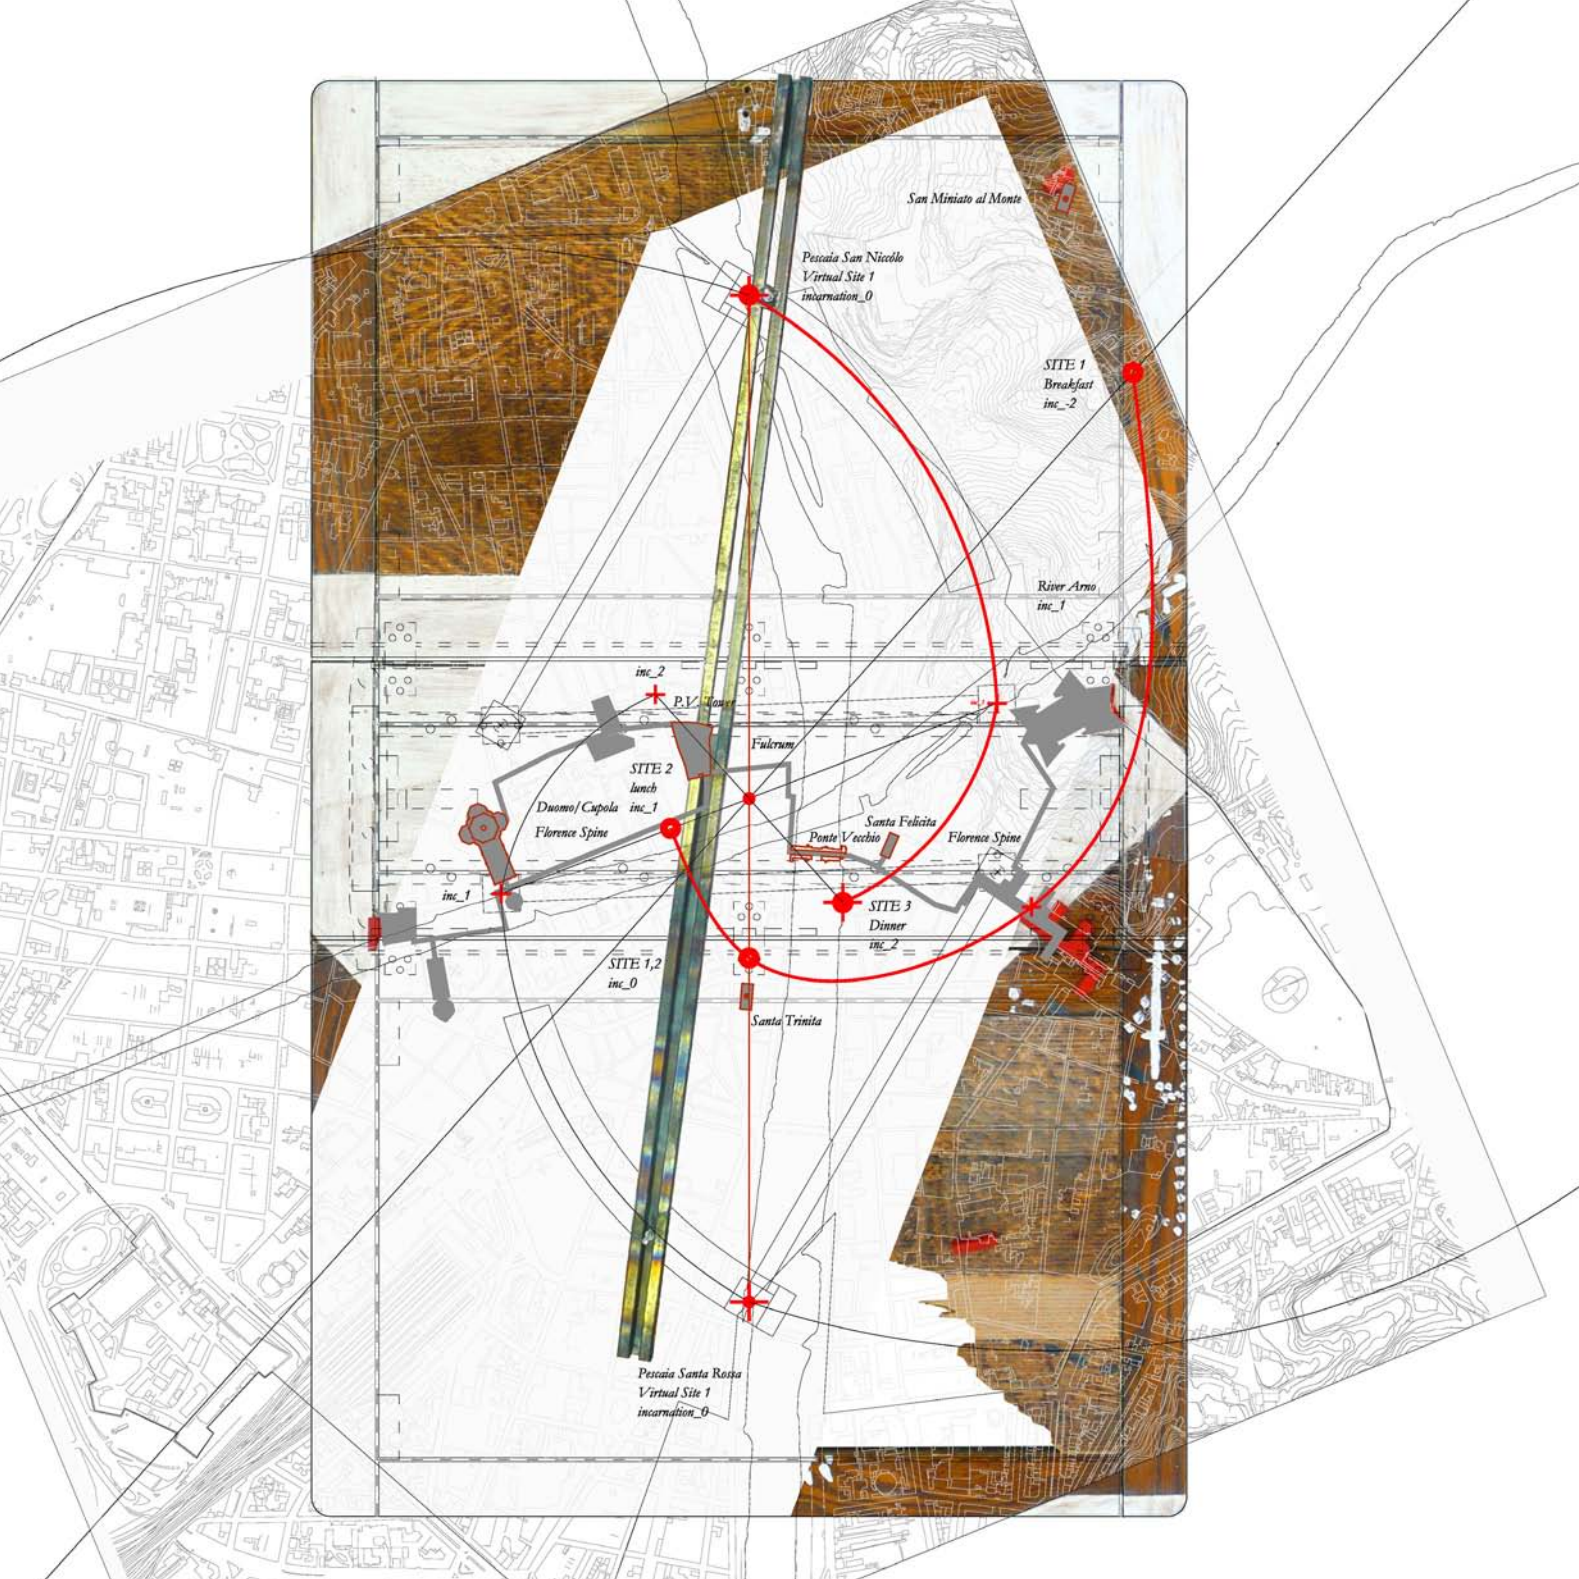 San Miniato al Monte
Pescaia San Niccólo
Virtual Site 1
incarnation_0
SITE 1
Breakfast
inc_-2
River Arno
inc_1
inc_2
P.V. Tower
Fulcrum
SITE 2
lunch
inc_1
Duomo/Cupola
Florence Spine
Santa Felicita
Ponte Vecchio
Florence Spine
inc_1
SITE 3
Dinner
inc_2
SITE 1,2
inc_0
Santa Trinita
Pescaia Santa Rosa
Virtual Site 1
incarnation_0